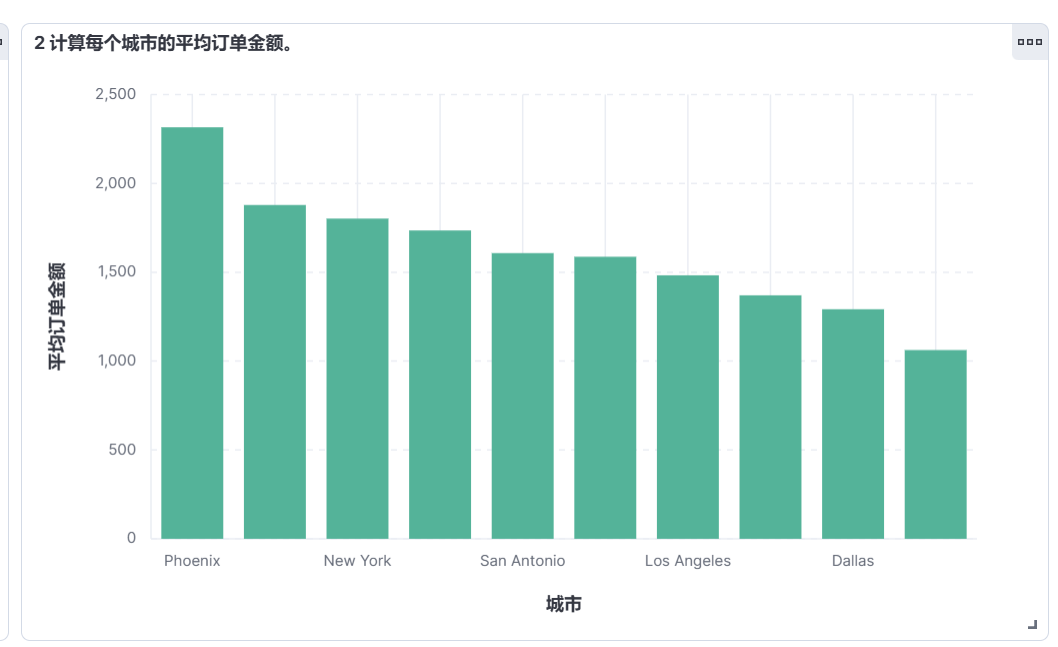 2 计算每个城市的平均订单金额。
2,500
2,000
1,500
1,000
500
0
平均订单金额
Phoenix
New York
San Antonio
Los Angeles
Dallas
城市